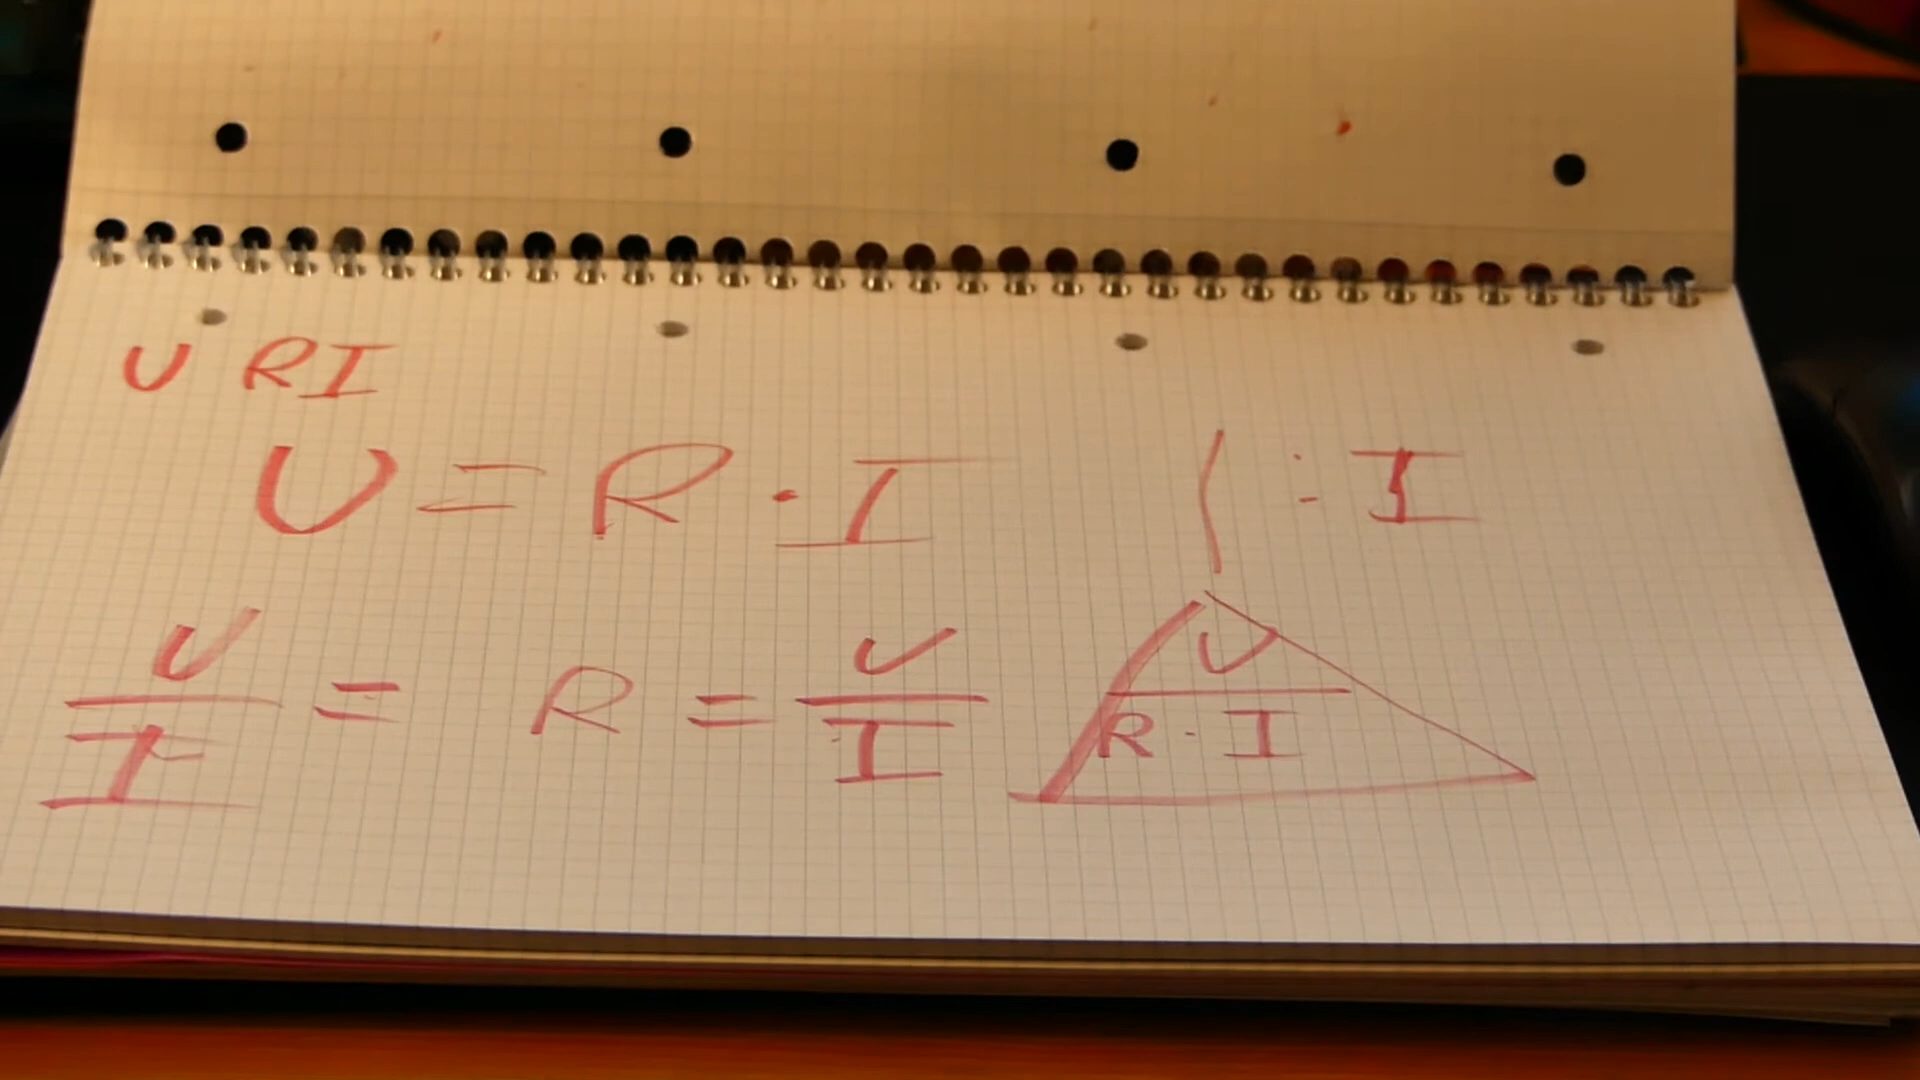 U RI
U = R · I | : I
U/I = R = U/I
U
R · I